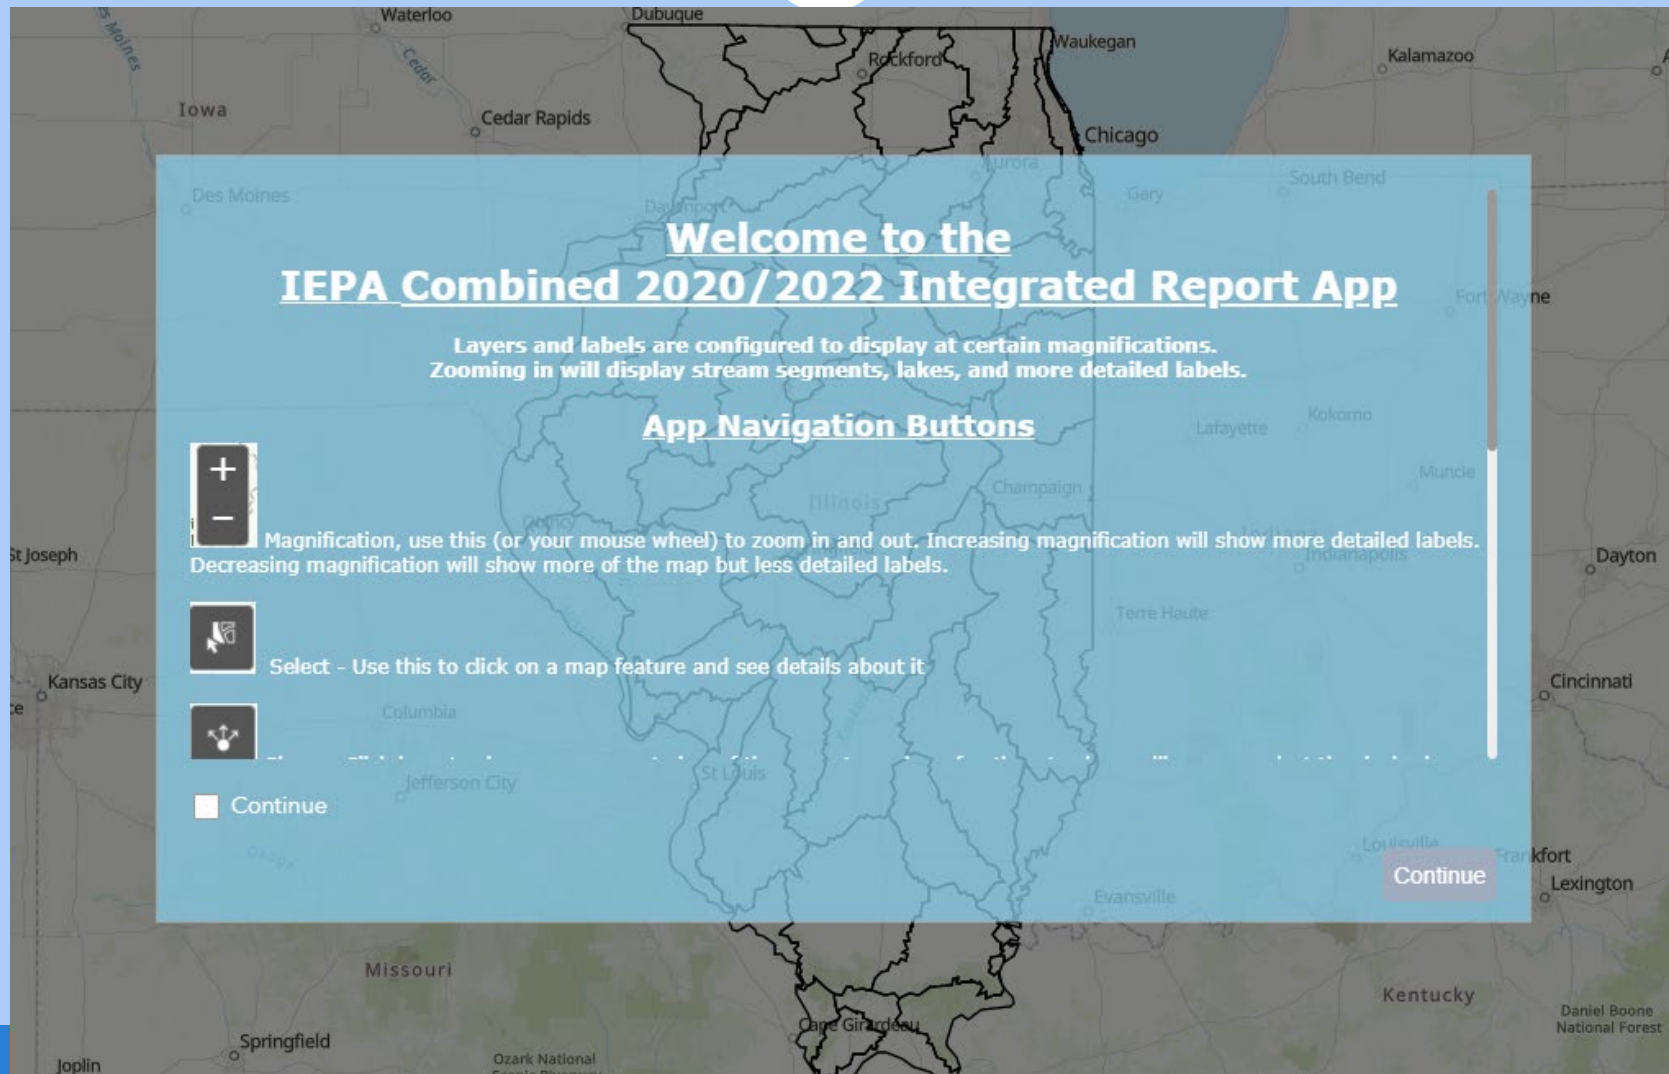 Waterloo
Dubuque
Waukegan
Rockford
Kalamazoo
Cedar
Iowa
Cedar Rapids
Chicago
Aurora
South Bend
Des Moines
Davenport
Gary
Welcome to the
IEPA Combined 2020/2022 Integrated Report App
Fort Wayne
Layers and labels are configured to display at certain magnifications.
Zooming in will display stream segments, lakes, and more detailed labels.
App Navigation Buttons
Kokomo
Lafayette
+
Muncie
Champaign
Illinois
−
Quincy
Indiana
Magnification, use this (or your mouse wheel) to zoom in and out. Increasing magnification will show more detailed labels.
Decreasing magnification will show more of the map but less detailed labels.
St Joseph
Indianapolis
Dayton
Terre Haute
Select - Use this to click on a map feature and see details about it
Kansas City
Cincinnati
Columbia
St Louis
Jefferson City
Continue
Louisville
Osage
Frankfort
Continue
Lexington
Evansville
Missouri
Kentucky
Daniel Boone
National Forest
Cape Girardeau
Springfield
Ozark National
Joplin